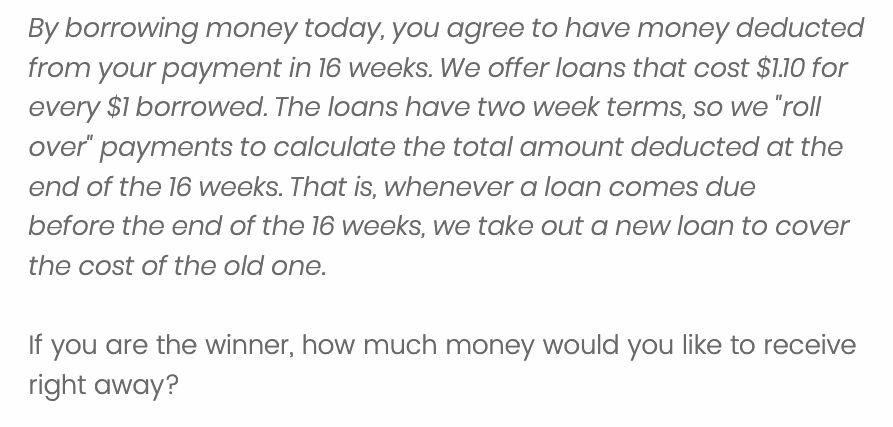 By borrowing money today, you agree to have money deducted
from your payment in 16 weeks. We offer loans that cost $1.10 for
every $1 borrowed. The loans have two week terms, so we "roll
over" payments to calculate the total amount deducted at the
end of the 16 weeks. That is, whenever a loan comes due
before the end of the 16 weeks, we take out a new loan to cover
the cost of the old one.
If you are the winner, how much money would you like to receive
right away?